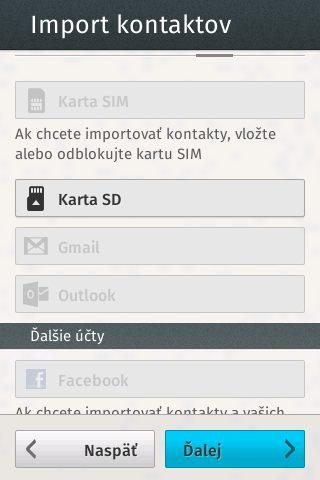 Import kontaktov
Karta SIM
Ak chcete importovať kontakty, vložte
alebo odblokujte kartu SIM
Karta SD
Gmail
Outlook
Ďalšie účty
Facebook
Ak chcete importovať kontakty a vašich
Naspäť
Ďalej